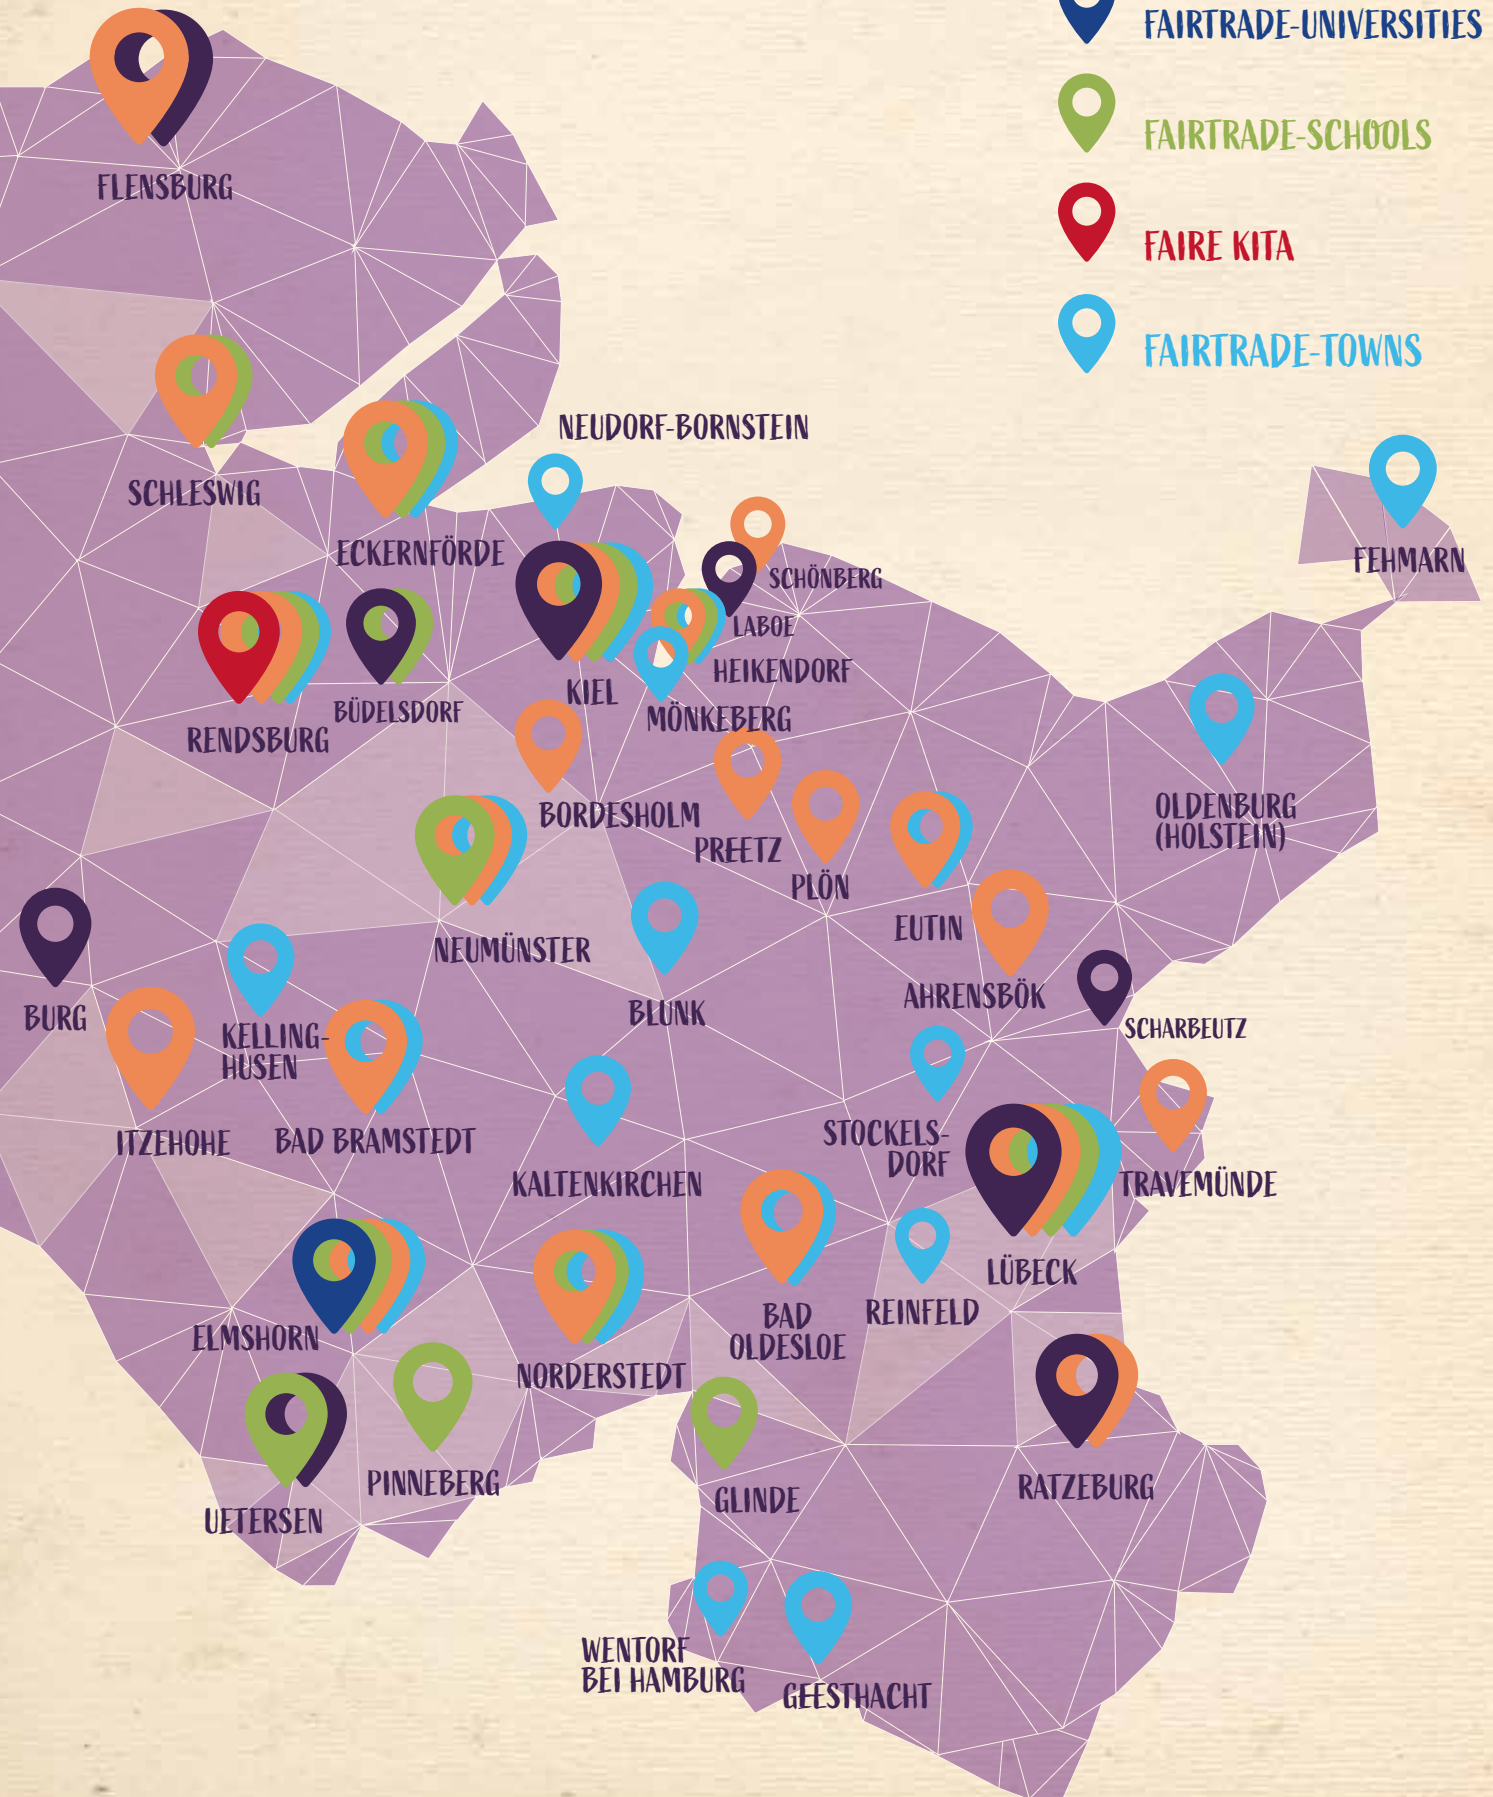 FAIRTRADE-UNIVERSITIES
FAIRTRADE-SCHOOLS
FLENSBURG
FAIRE KITA
FAIRTRADE-TOWNS
NEUDORF-BORNSTEIN
SCHLESWIG
ECKERNFÖRDE
FEHMARN
SCHÖNBERG
LABOE
HEIKENDORF
KIEL
BÜDELSDORF
MÖNKEBERG
RENDSBURG
OLDENBURG
(HOLSTEIN)
BORDESHOLM
PREETZ
PLÖN
EUTIN
NEUMÜNSTER
AHRENSBÖK
BLUNK
BURG
SCHARBEUTZ
KELLING-
HUSEN
ITZEHOHE
BAD BRAMSTEDT
STOCKELS-
DORF
KALTENKIRCHEN
TRAVEMÜNDE
LÜBECK
REINFELD
BAD
OLDESLOE
ELMSHORN
NORDERSTEDT
PINNEBERG
RATZEBURG
GLINDE
UETERSEN
WENTORF
BEI HAMBURG
GEESTHACHT